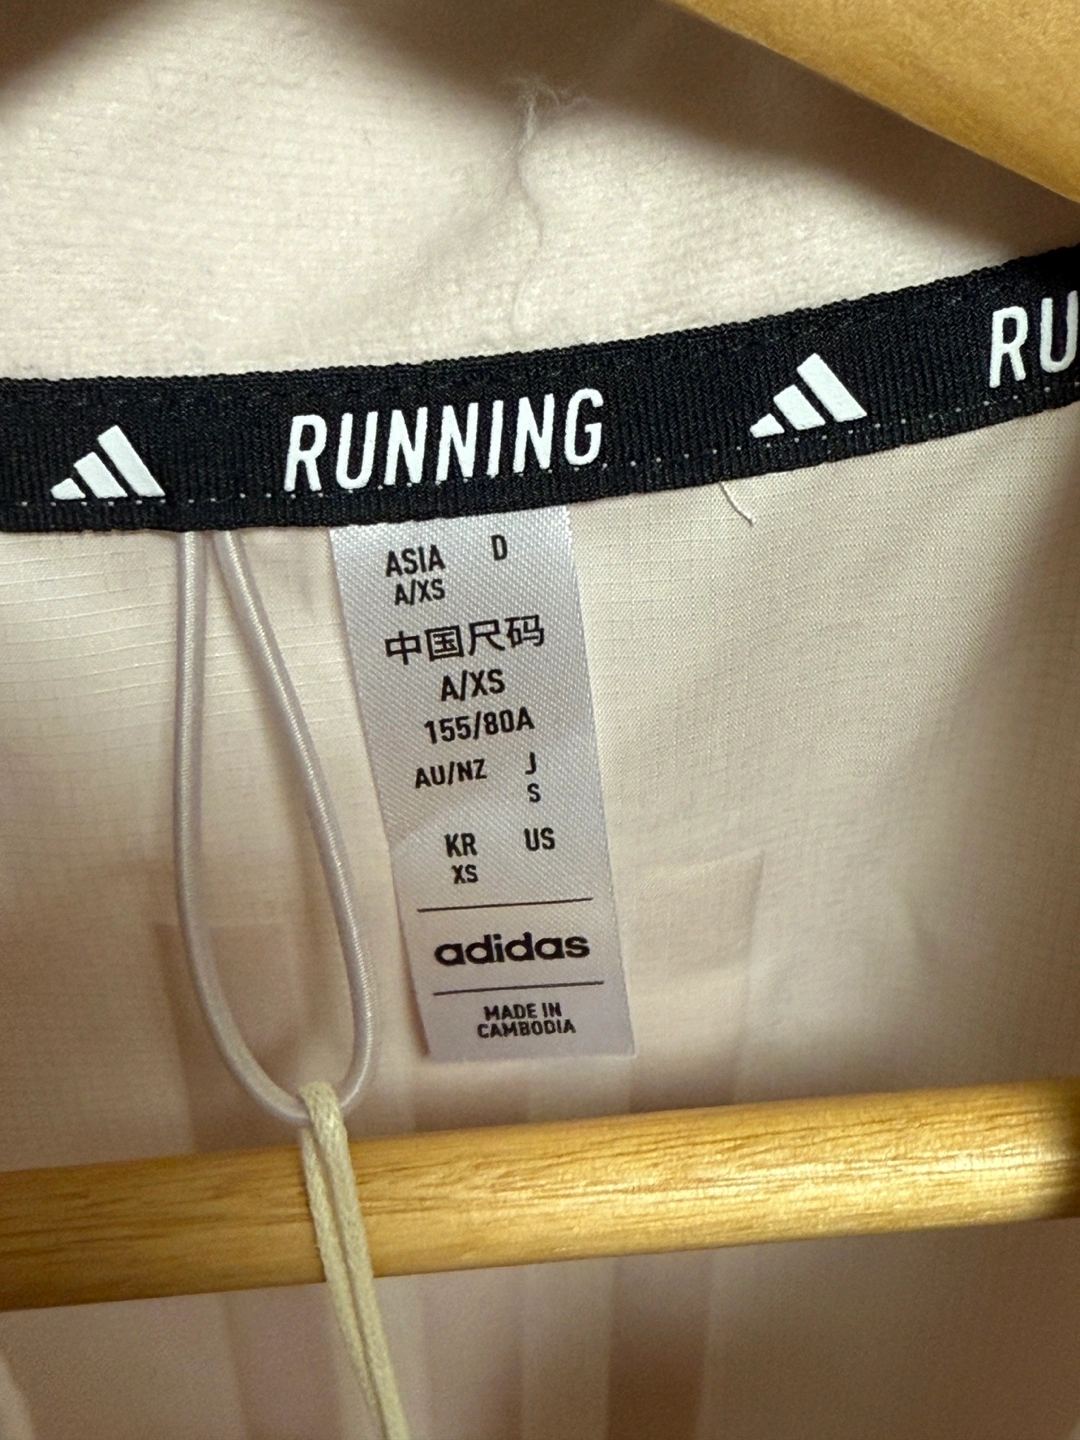 RUNNING
RU
ASIA D
A/XS
中国尺码
A/XS
155/80A
AU/NZ J
S
KR US
XS
adidas
MADE IN
CAMBODIA